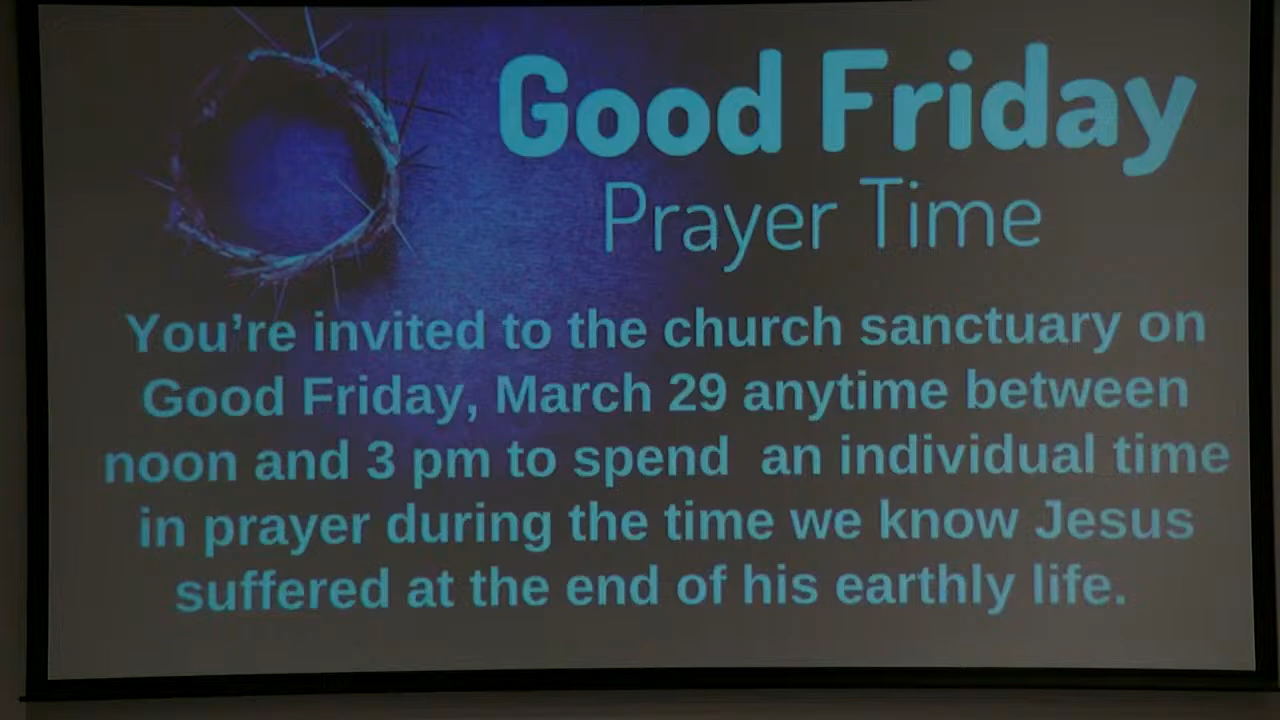 Good Friday
Prayer Time
You’re invited to the church sanctuary on
Good Friday, March 29 anytime between
noon and 3 pm to spend  an individual time
in prayer during the time we know Jesus
suffered at the end of his earthly life.